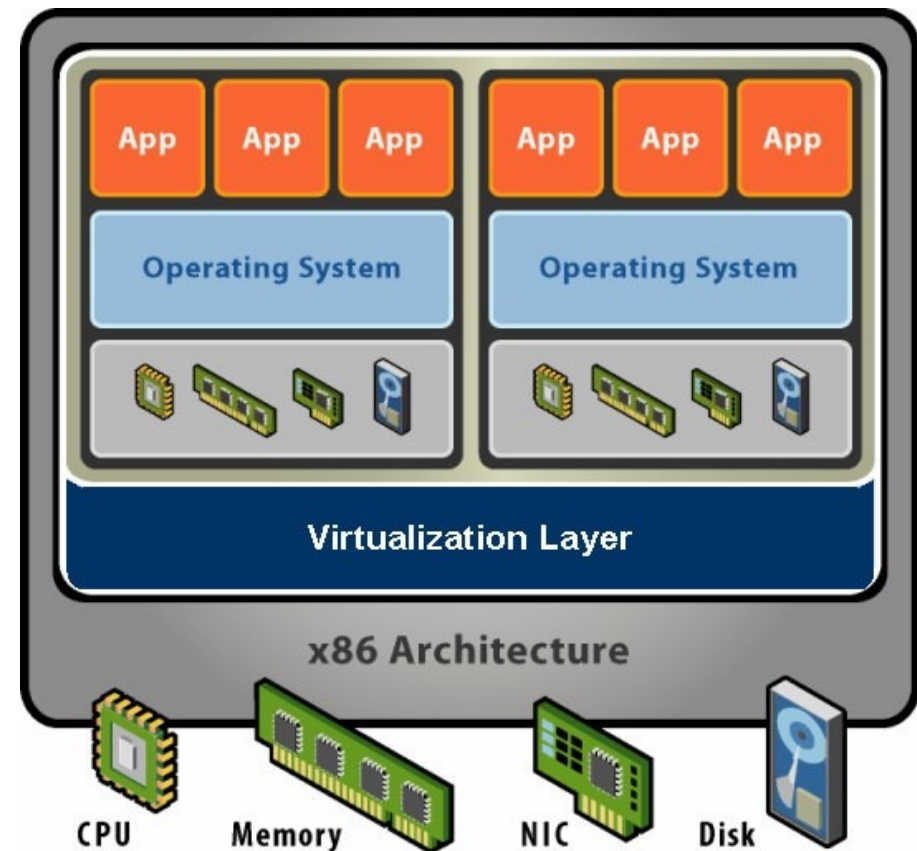 App App App App App App
Operating System Operating System
Virtualization Layer
x86 Architecture
CPU Memory NIC Disk